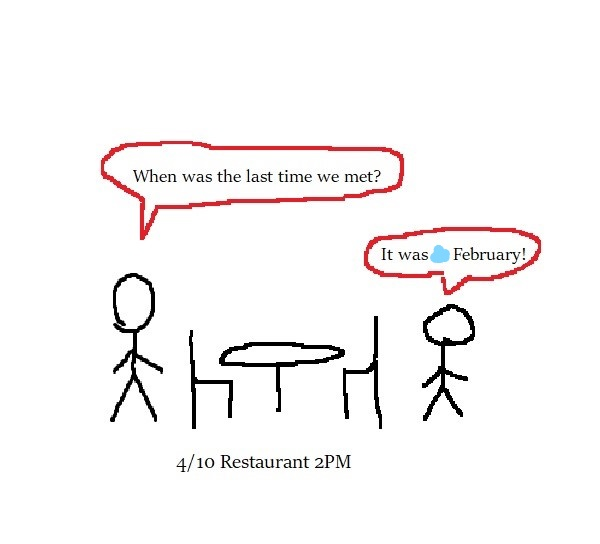 When was the last time we met?
It was February!
4/10 Restaurant 2PM